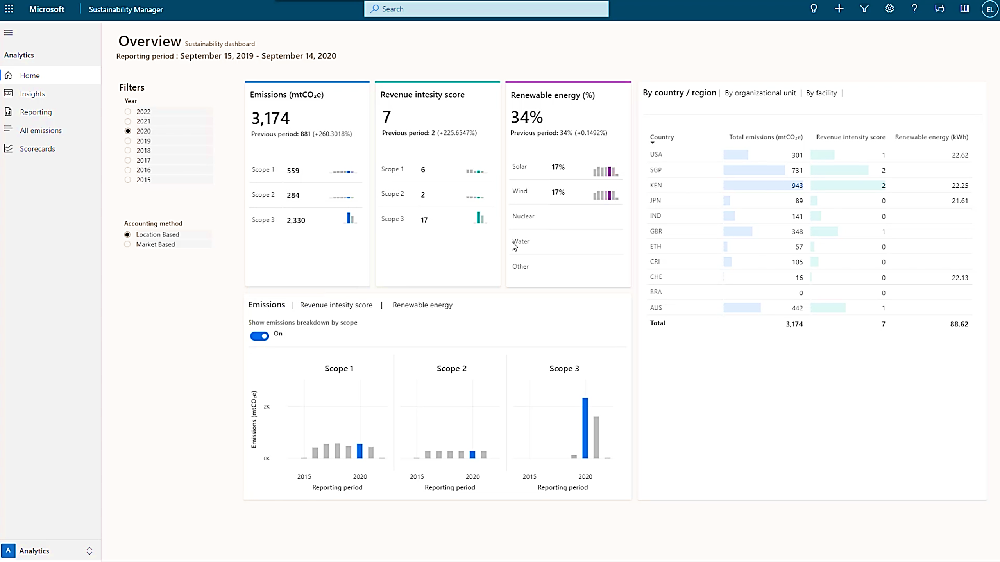 Microsoft | Sustainability Manager
Search
EL
Analytics
Home
Insights
Reporting
All emissions
Scorecards
A Analytics
Overview Sustainability dashboard
Reporting period : September 15, 2019 - September 14, 2020
Filters
Year
2022
2021
2020
2019
2018
2017
2016
2015
Accounting method
Location Based
Market Based
Emissions (mtCO₂e)
3,174
Previous period: 881 (+260.3018%)
Scope 1 559
Scope 2 284
Scope 3 2,330
Revenue intesity score
7
Previous period: 2 (+225.6547%)
Scope 1 6
Scope 2 2
Scope 3 17
Renewable energy (%)
34%
Previous period: 34% (+0.1492%)
Solar 17%
Wind 17%
Nuclear
Water
Other
Emissions | Revenue intesity score | Renewable energy
Show emissions breakdown by scope
On
Scope 1 Scope 2 Scope 3
Emissions (mtCO₂e)
2K
0K
2015 2020 2015 2020 2015 2020
Reporting period Reporting period Reporting period
By country / region | By organizational unit | By facility |
Country Total emissions (mtCO₂e) Revenue intensity score Renewable energy (kWh)
USA 301 1 22.62
SGP 731 2
KEN 943 2 22.25
JPN 89 0 21.61
IND 141 0
GBR 348 1
ETH 57 0
CRI 105 0
CHE 16 0 22.13
BRA 0 0
AUS 442 1
Total 3,174 7 88.62